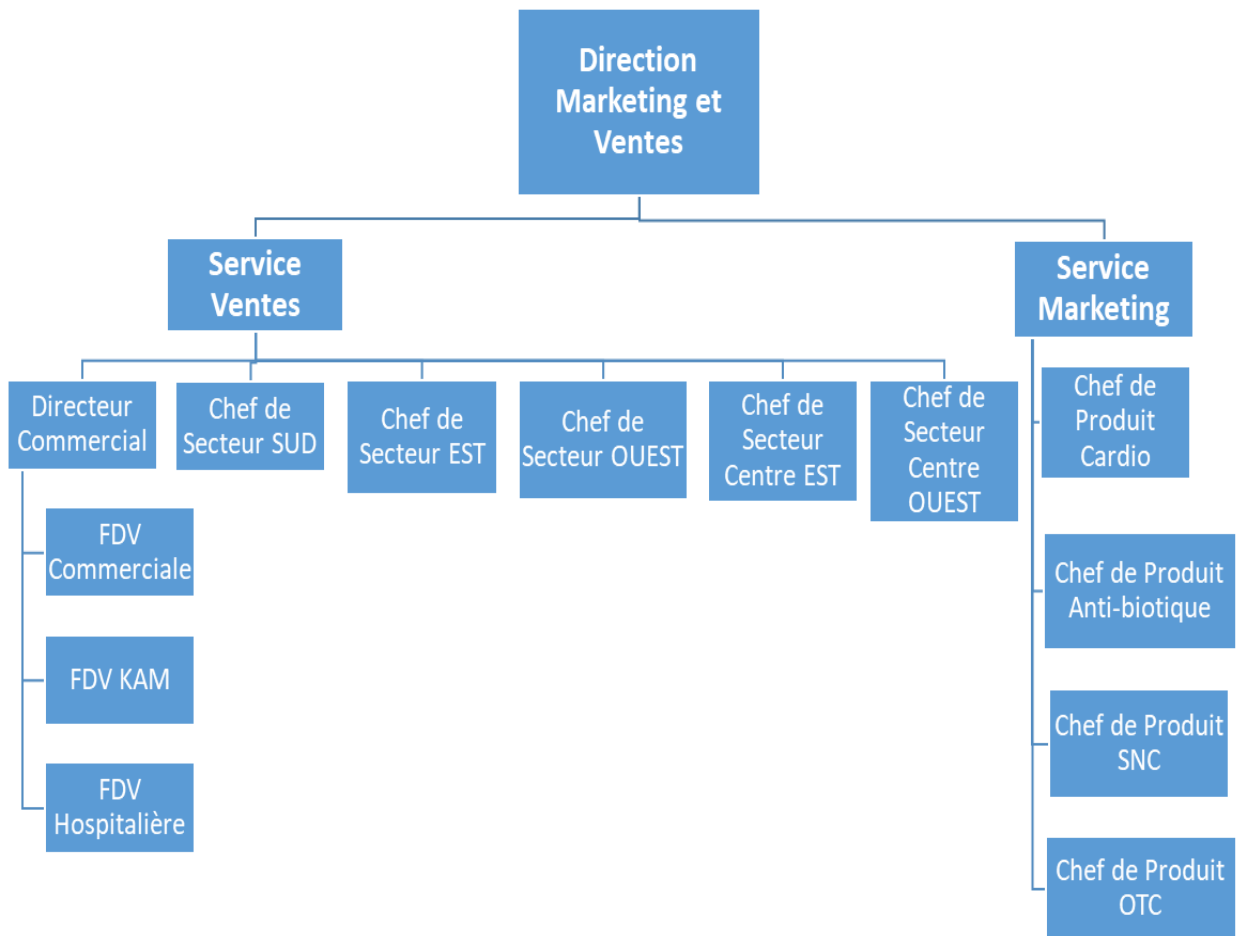 Direction
Marketing et
Ventes
Service
Ventes
Service
Marketing
Directeur
Commercial
Chef de
Secteur SUD
Chef de
Secteur EST
Chef de
Secteur OUEST
Chef de
Secteur
Centre EST
Chef de
Secteur
Centre
OUEST
Chef de
Produit
Cardio
FDV
Commerciale
FDV KAM
FDV
Hospitalière
Chef de Produit
Anti-biotique
Chef de Produit
SNC
Chef de Produit
OTC